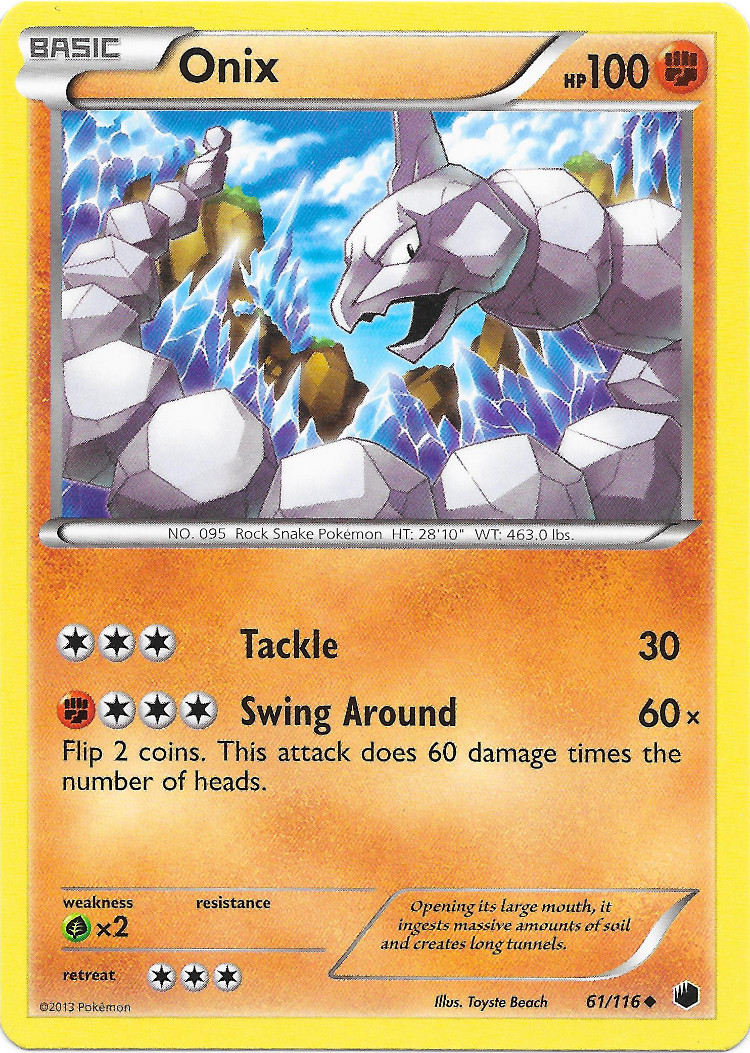 BASIC Onix HP100
NO. 095 Rock Snake Pokémon HT: 28'10" WT: 463.0 lbs.
Tackle 30
Swing Around 60×
Flip 2 coins. This attack does 60 damage times the
number of heads.
weakness resistance
×2
Opening its large mouth, it
ingests massive amounts of soil
and creates long tunnels.
retreat
©2013 Pokémon Illus. Toyste Beach 61/116